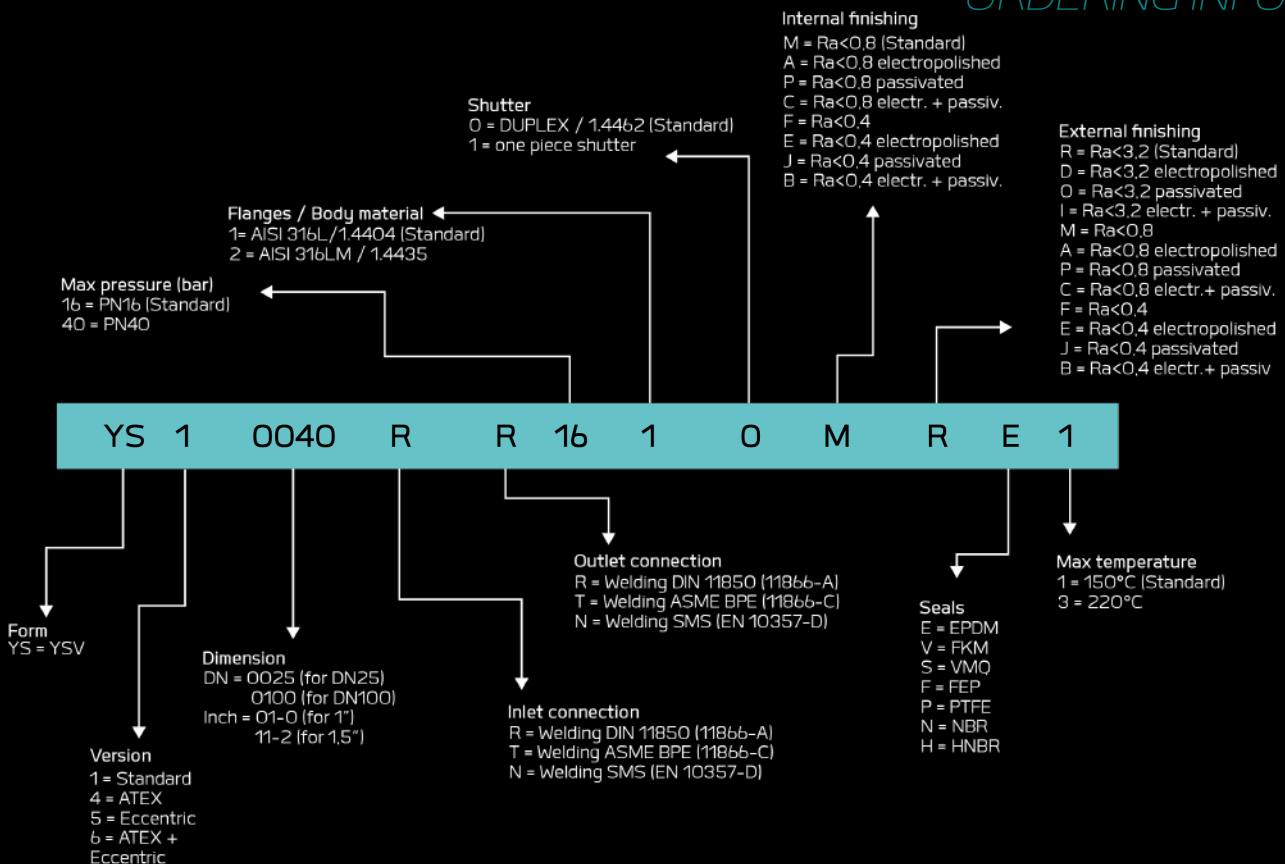 ORDERING INFO
Internal finishing
M = Ra<0,8 (Standard)
A = Ra<0,8 electropolished
P = Ra<0,8 passivated
C = Ra<0,8 electr. + passiv.
F = Ra<0,4
E = Ra<0,4 electropolished
J = Ra<0,4 passivated
B = Ra<0,4 electr. + passiv.
Shutter
0 = DUPLEX / 1.4462 (Standard)
1 = one piece shutter
External finishing
R = Ra<3,2 (Standard)
D = Ra<3,2 electropolished
O = Ra<3,2 passivated
I = Ra<3,2 electr. + passiv.
M = Ra<0,8
A = Ra<0,8 electropolished
P = Ra<0,8 passivated
C = Ra<0,8 electr.+ passiv.
F = Ra<0,4
E = Ra<0,4 electropolished
J = Ra<0,4 passivated
B = Ra<0,4 electr.+ passiv
Flanges / Body material
1= AISI 316L/1.4404 (Standard)
2 = AISI 316LM / 1.4435
Max pressure (bar)
16 = PN16 (Standard)
40 = PN40
YS 1 0040 R R 16 1 0 M R E 1
Form
YS = YSV
Version
1 = Standard
4 = ATEX
5 = Eccentric
6 = ATEX +
Eccentric
Dimension
DN = 0025 (for DN25)
0100 (for DN100)
Inch = 01-0 (for 1")
11-2 (for 1,5")
Inlet connection
R = Welding DIN 11850 (11866-A)
T = Welding ASME BPE (11866-C)
N = Welding SMS (EN 10357-D)
Outlet connection
R = Welding DIN 11850 (11866-A)
T = Welding ASME BPE (11866-C)
N = Welding SMS (EN 10357-D)
Seals
E = EPDM
V = FKM
S = VMQ
F = FEP
P = PTFE
N = NBR
H = HNBR
Max temperature
1 = 150°C (Standard)
3 = 220°C